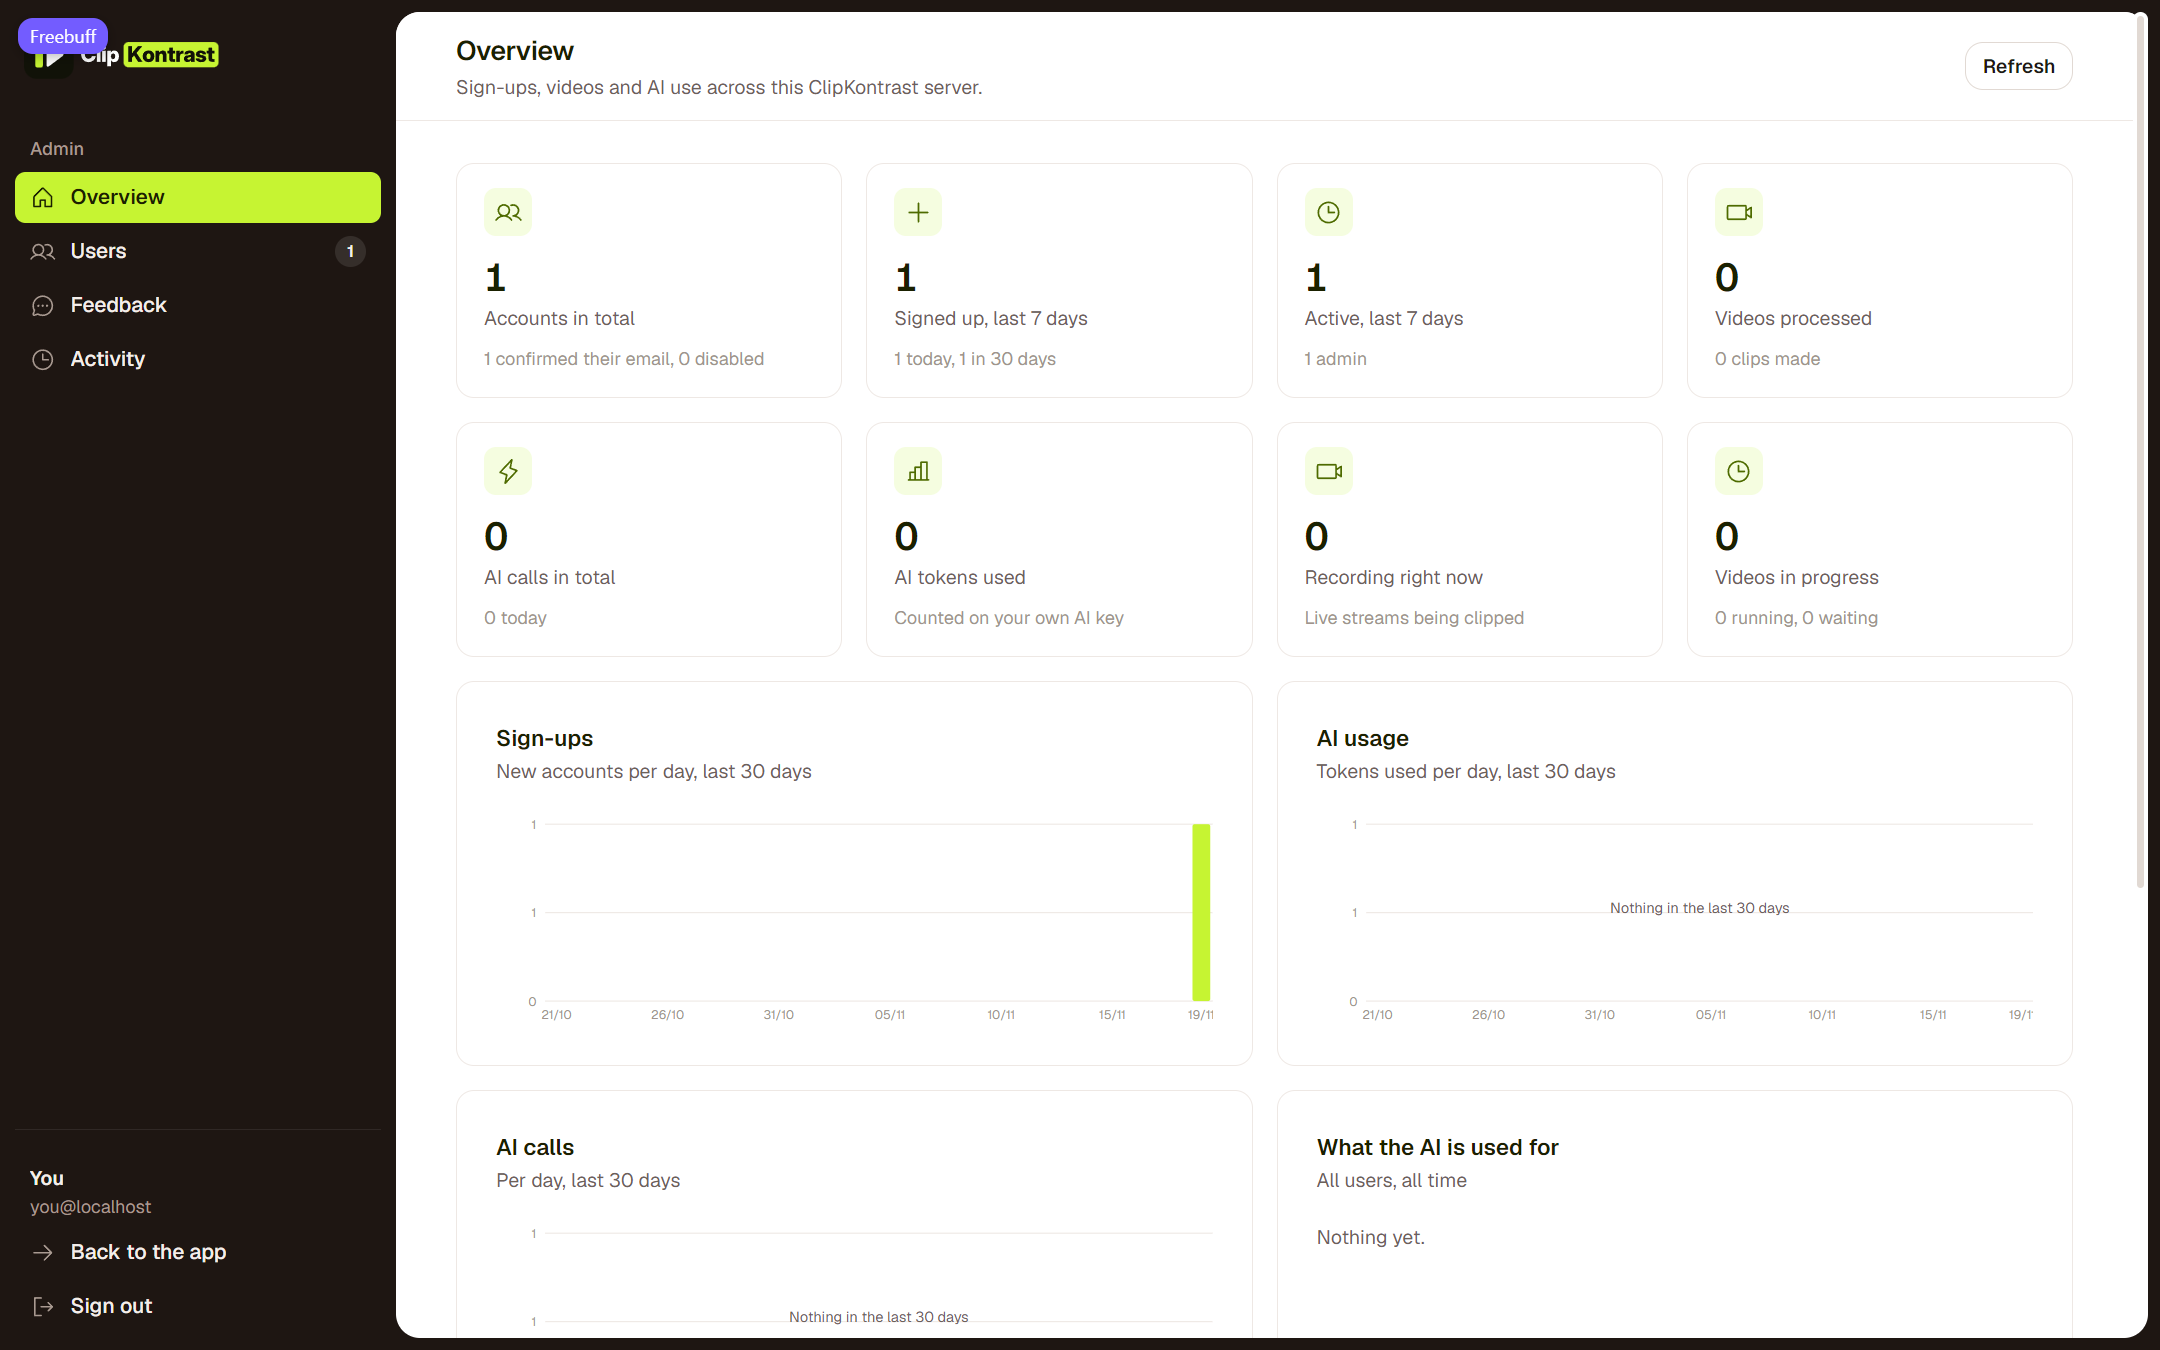 Freebuff
Clip Kontrast
Admin
Overview
Users 1
Feedback
Activity
You
you@localhost
Back to the app
Sign out
Overview
Sign-ups, videos and AI use across this ClipKontrast server.
Refresh
1
Accounts in total
1 confirmed their email, 0 disabled
1
Signed up, last 7 days
1 today, 1 in 30 days
1
Active, last 7 days
1 admin
0
Videos processed
0 clips made
0
AI calls in total
0 today
0
AI tokens used
Counted on your own AI key
0
Recording right now
Live streams being clipped
0
Videos in progress
0 running, 0 waiting
Sign-ups
New accounts per day, last 30 days
1
1
0
21/10 26/10 31/10 05/11 10/11 15/11 19/11
AI usage
Tokens used per day, last 30 days
1
1
Nothing in the last 30 days
0
21/10 26/10 31/10 05/11 10/11 15/11 19/1
AI calls
Per day, last 30 days
1
1
Nothing in the last 30 days
What the AI is used for
All users, all time
Nothing yet.